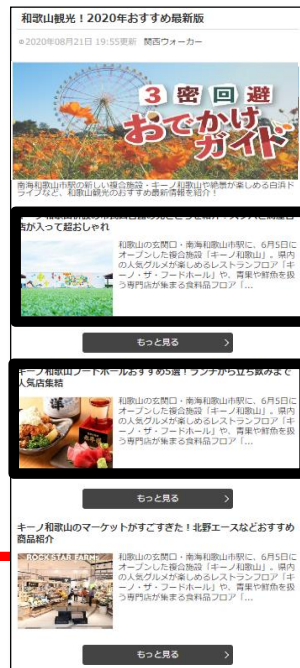 和歌山観光！2020年おすすめ最新版
2020年08月21日 19:55更新 関西ウォーカー
3密回避
おでかけ
ガイド
南海和歌山市駅の新しい複合施設・キーノ和歌山や絶景が楽しめる白浜ド
ライブなど、和歌山観光のおすすめ最新情報を紹介！
店が入って超おしゃれ
和歌山の玄関口・南海和歌山市駅に、6月5日に
オープンした複合施設「キーノ和歌山」。県内
の人気グルメが楽しめるレストランフロア「キ
ーノ・ザ・フードホール」や、青果や鮮魚を扱
う専門店が集まる食料品フロア「...
もっと見る
キーノ和歌山フードホールおすすめ5選！ランチから立ち飲みまで
人気店集結
和歌山の玄関口・南海和歌山市駅に、6月5日に
オープンした複合施設「キーノ和歌山」。県内
の人気グルメが楽しめるレストランフロア「キ
ーノ・ザ・フードホール」や、青果や鮮魚を扱
う専門店が集まる食料品フロア「...
もっと見る
キーノ和歌山のマーケットがすごすぎた！北野エースなどおすすめ
商品紹介
ROCKSTAR FARMS
和歌山の玄関口・南海和歌山市駅に、6月5日に
オープンした複合施設「キーノ和歌山」。県内
の人気グルメが楽しめるレストランフロア「キ
ーノ・ザ・フードホール」や、青果や鮮魚を扱
う専門店が集まる食料品フロア「...
もっと見る